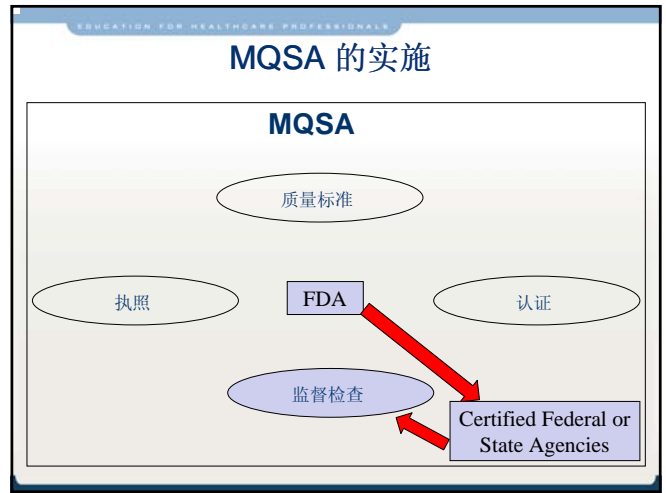 EDUCATION FOR HEALTHCARE PROFESSIONALS
MQSA 的实施
MQSA
质量标准
执照
FDA
认证
监督检查
Certified Federal or
State Agencies